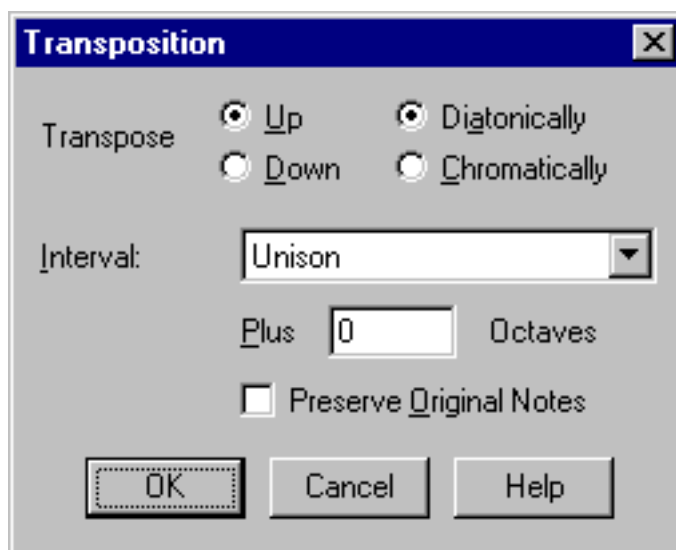 Transposition
Transpose Up Diatonically
Down Chromatically
Interval: Unison
Plus 0 Octaves
Preserve Original Notes
OK Cancel Help